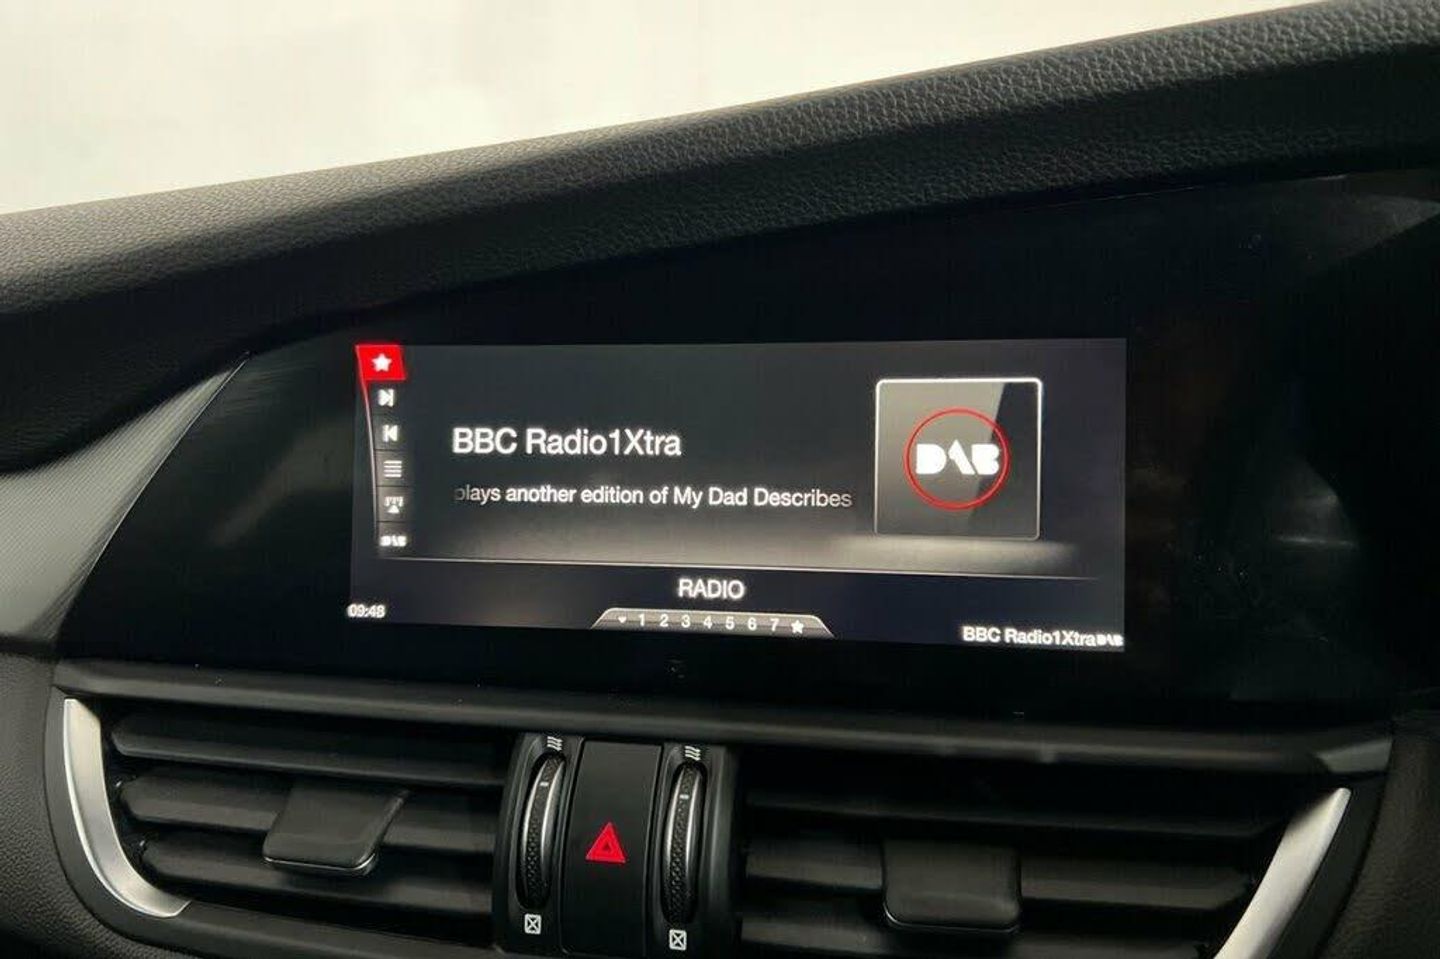 BBC Radio1Xtra
plays another edition of My Dad Describes
DAB
DAB
RADIO
09:48
1 2 3 4 5 6 7
BBC Radio1Xtra DAB